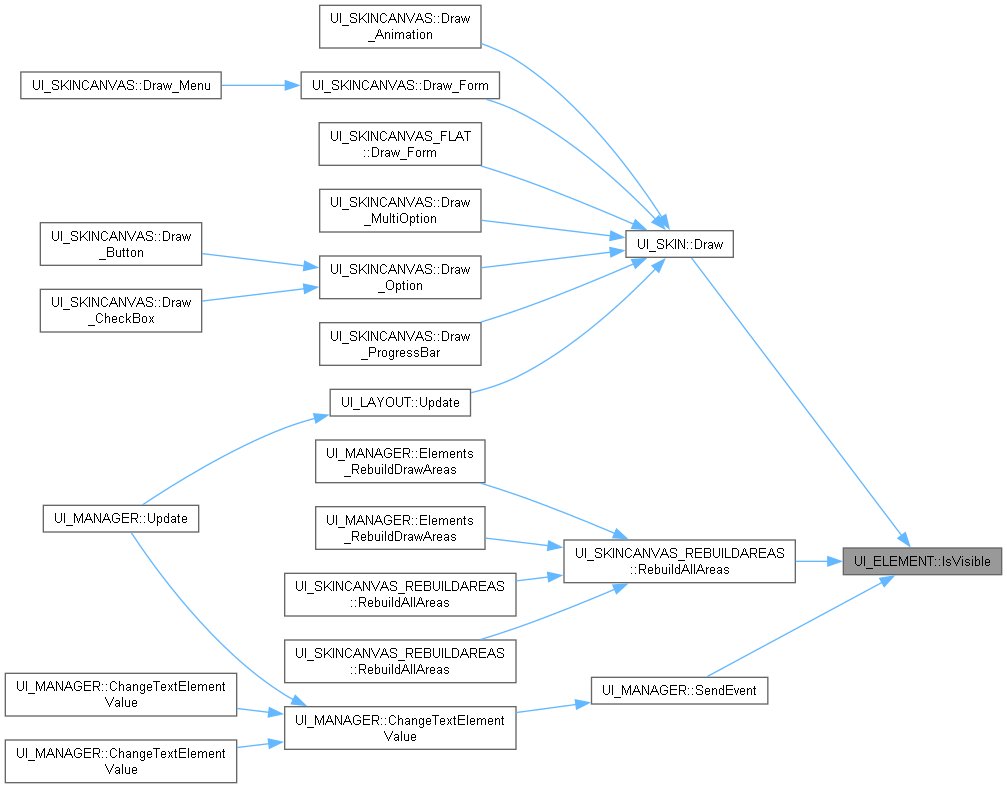 UI_SKINCANVAS::Draw
_Animation
UI_SKINCANVAS::Draw_Menu
UI_SKINCANVAS::Draw_Form
UI_SKINCANVAS_FLAT
::Draw_Form
UI_SKINCANVAS::Draw
_MultiOption
UI_SKINCANVAS::Draw
_Button
UI_SKIN::Draw
UI_SKINCANVAS::Draw
_Option
UI_SKINCANVAS::Draw
_CheckBox
UI_SKINCANVAS::Draw
_ProgressBar
UI_LAYOUT::Update
UI_MANAGER::Elements
_RebuildDrawAreas
UI_MANAGER::Update
UI_MANAGER::Elements
_RebuildDrawAreas
UI_SKINCANVAS_REBUILDAREAS
::RebuildAllAreas
UI_ELEMENT::IsVisible
UI_SKINCANVAS_REBUILDAREAS
::RebuildAllAreas
UI_SKINCANVAS_REBUILDAREAS
::RebuildAllAreas
UI_MANAGER::ChangeTextElement
Value
UI_MANAGER::SendEvent
UI_MANAGER::ChangeTextElement
Value
UI_MANAGER::ChangeTextElement
Value